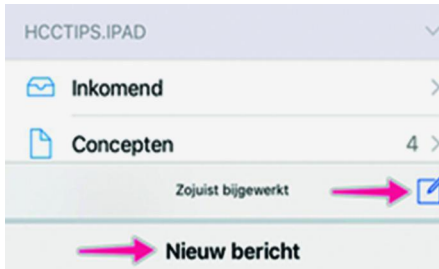 HCCTIPS.IPAD
Inkomend
Concepten 4
Zojuist bijgewerkt
Nieuw bericht